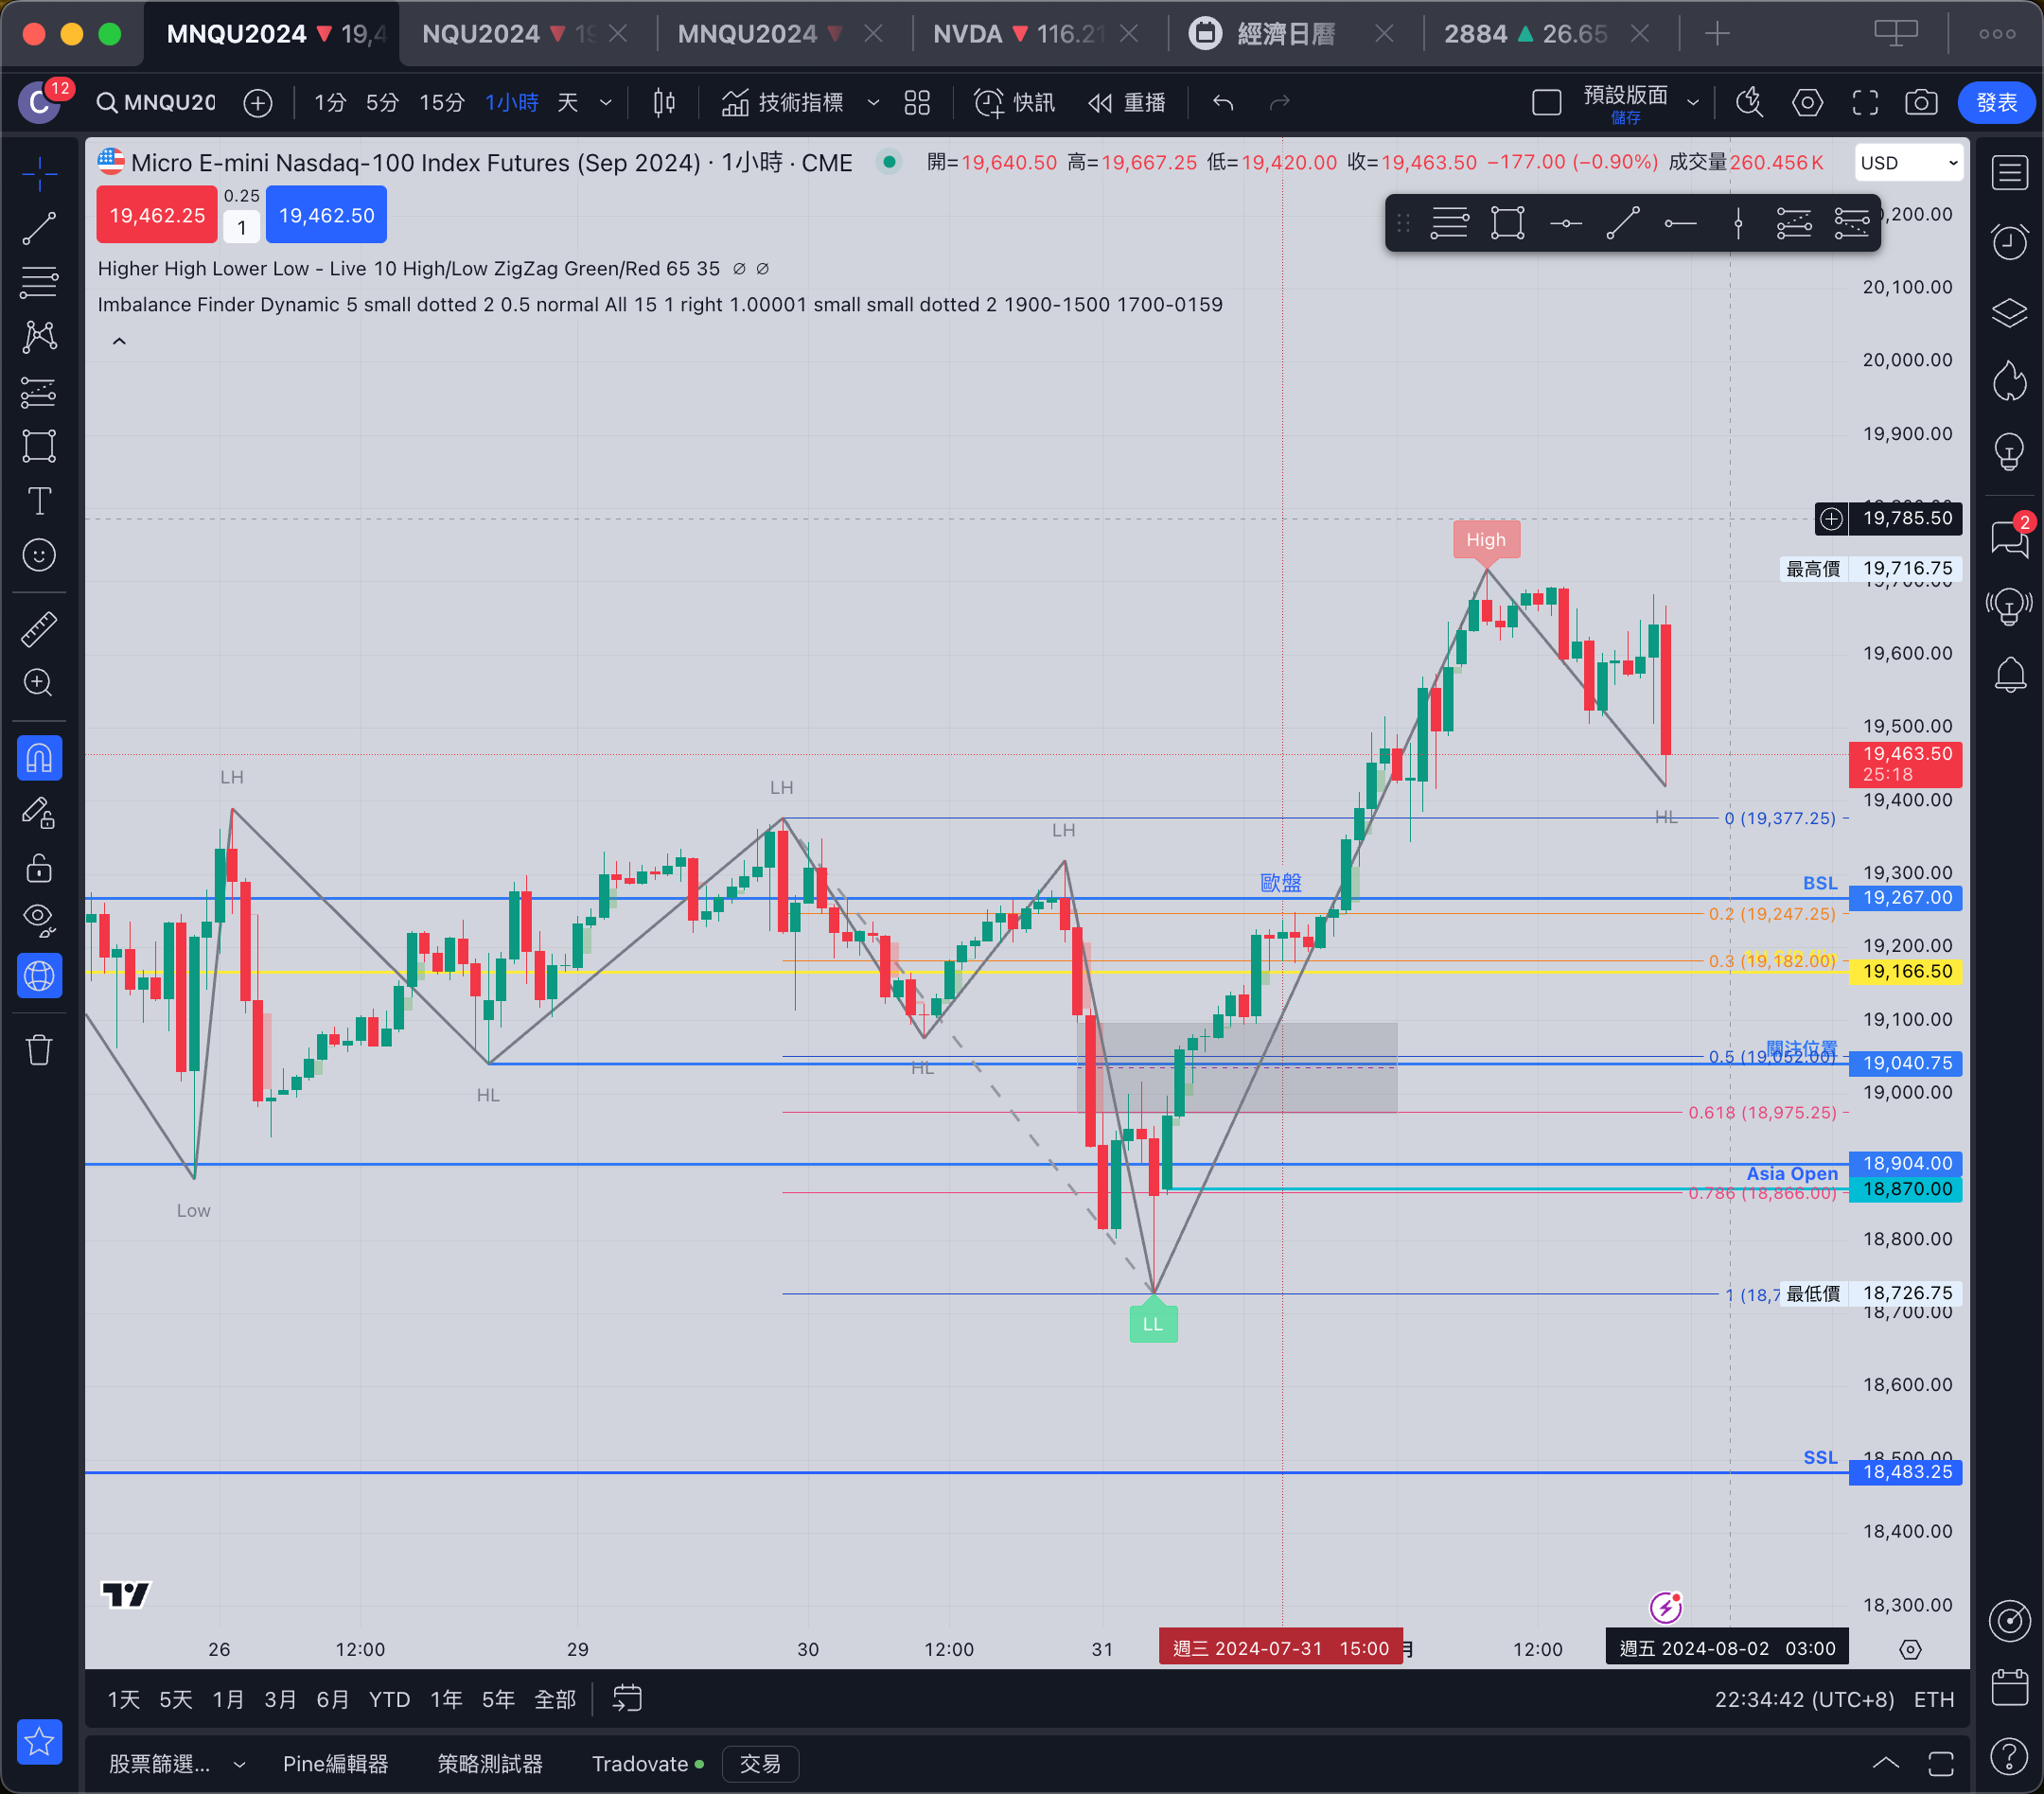 MNQU2024 ▼ 19,4
NQU2024 ▼ 19
MNQU2024 ▼
NVDA ▼ 116.21
經濟日曆
2884 ▲ 26.65
C 12
MNQU20
1分 5分 15分 1小時 天
技術指標
快訊
重播
預設版面
儲存
發表
Micro E-mini Nasdaq-100 Index Futures (Sep 2024) · 1小時 · CME
開=19,640.50 高=19,667.25 低=19,420.00 收=19,463.50 −177.00 (−0.90%) 成交量260.456K
USD
19,462.25
0.25
1
19,462.50
Higher High Lower Low - Live 10 High/Low ZigZag Green/Red 65 35 ∅ ∅
Imbalance Finder Dynamic 5 small dotted 2 0.5 normal All 15 1 right 1.00001 small small dotted 2 1900-1500 1700-0159
20,100.00
20,000.00
19,900.00
19,785.50
High
最高價 19,716.75
19,600.00
19,500.00
19,463.50
25:18
19,400.00
LH
LH
LH
HL
0 (19,377.25)
19,300.00
歐盤
BSL
19,267.00
0.2 (19,247.25)
19,200.00
0.3 (19,182.00)
19,166.50
19,100.00
關注位置
0.5 (19,052.00)
19,040.75
HL
HL
19,000.00
0.618 (18,975.25)
18,904.00
Asia Open
18,870.00
0.786 (18,866.00)
Low
18,800.00
1 (18,7
最低價 18,726.75
18,700.00
LL
18,600.00
SSL
18,500.00
18,483.25
18,400.00
18,300.00
26 12:00 29 30 12:00 31
週三 2024-07-31 15:00
12:00
週五 2024-08-02 03:00
1天 5天 1月 3月 6月 YTD 1年 5年 全部
22:34:42 (UTC+8) ETH
股票篩選...
Pine編輯器
策略測試器
Tradovate
交易
2